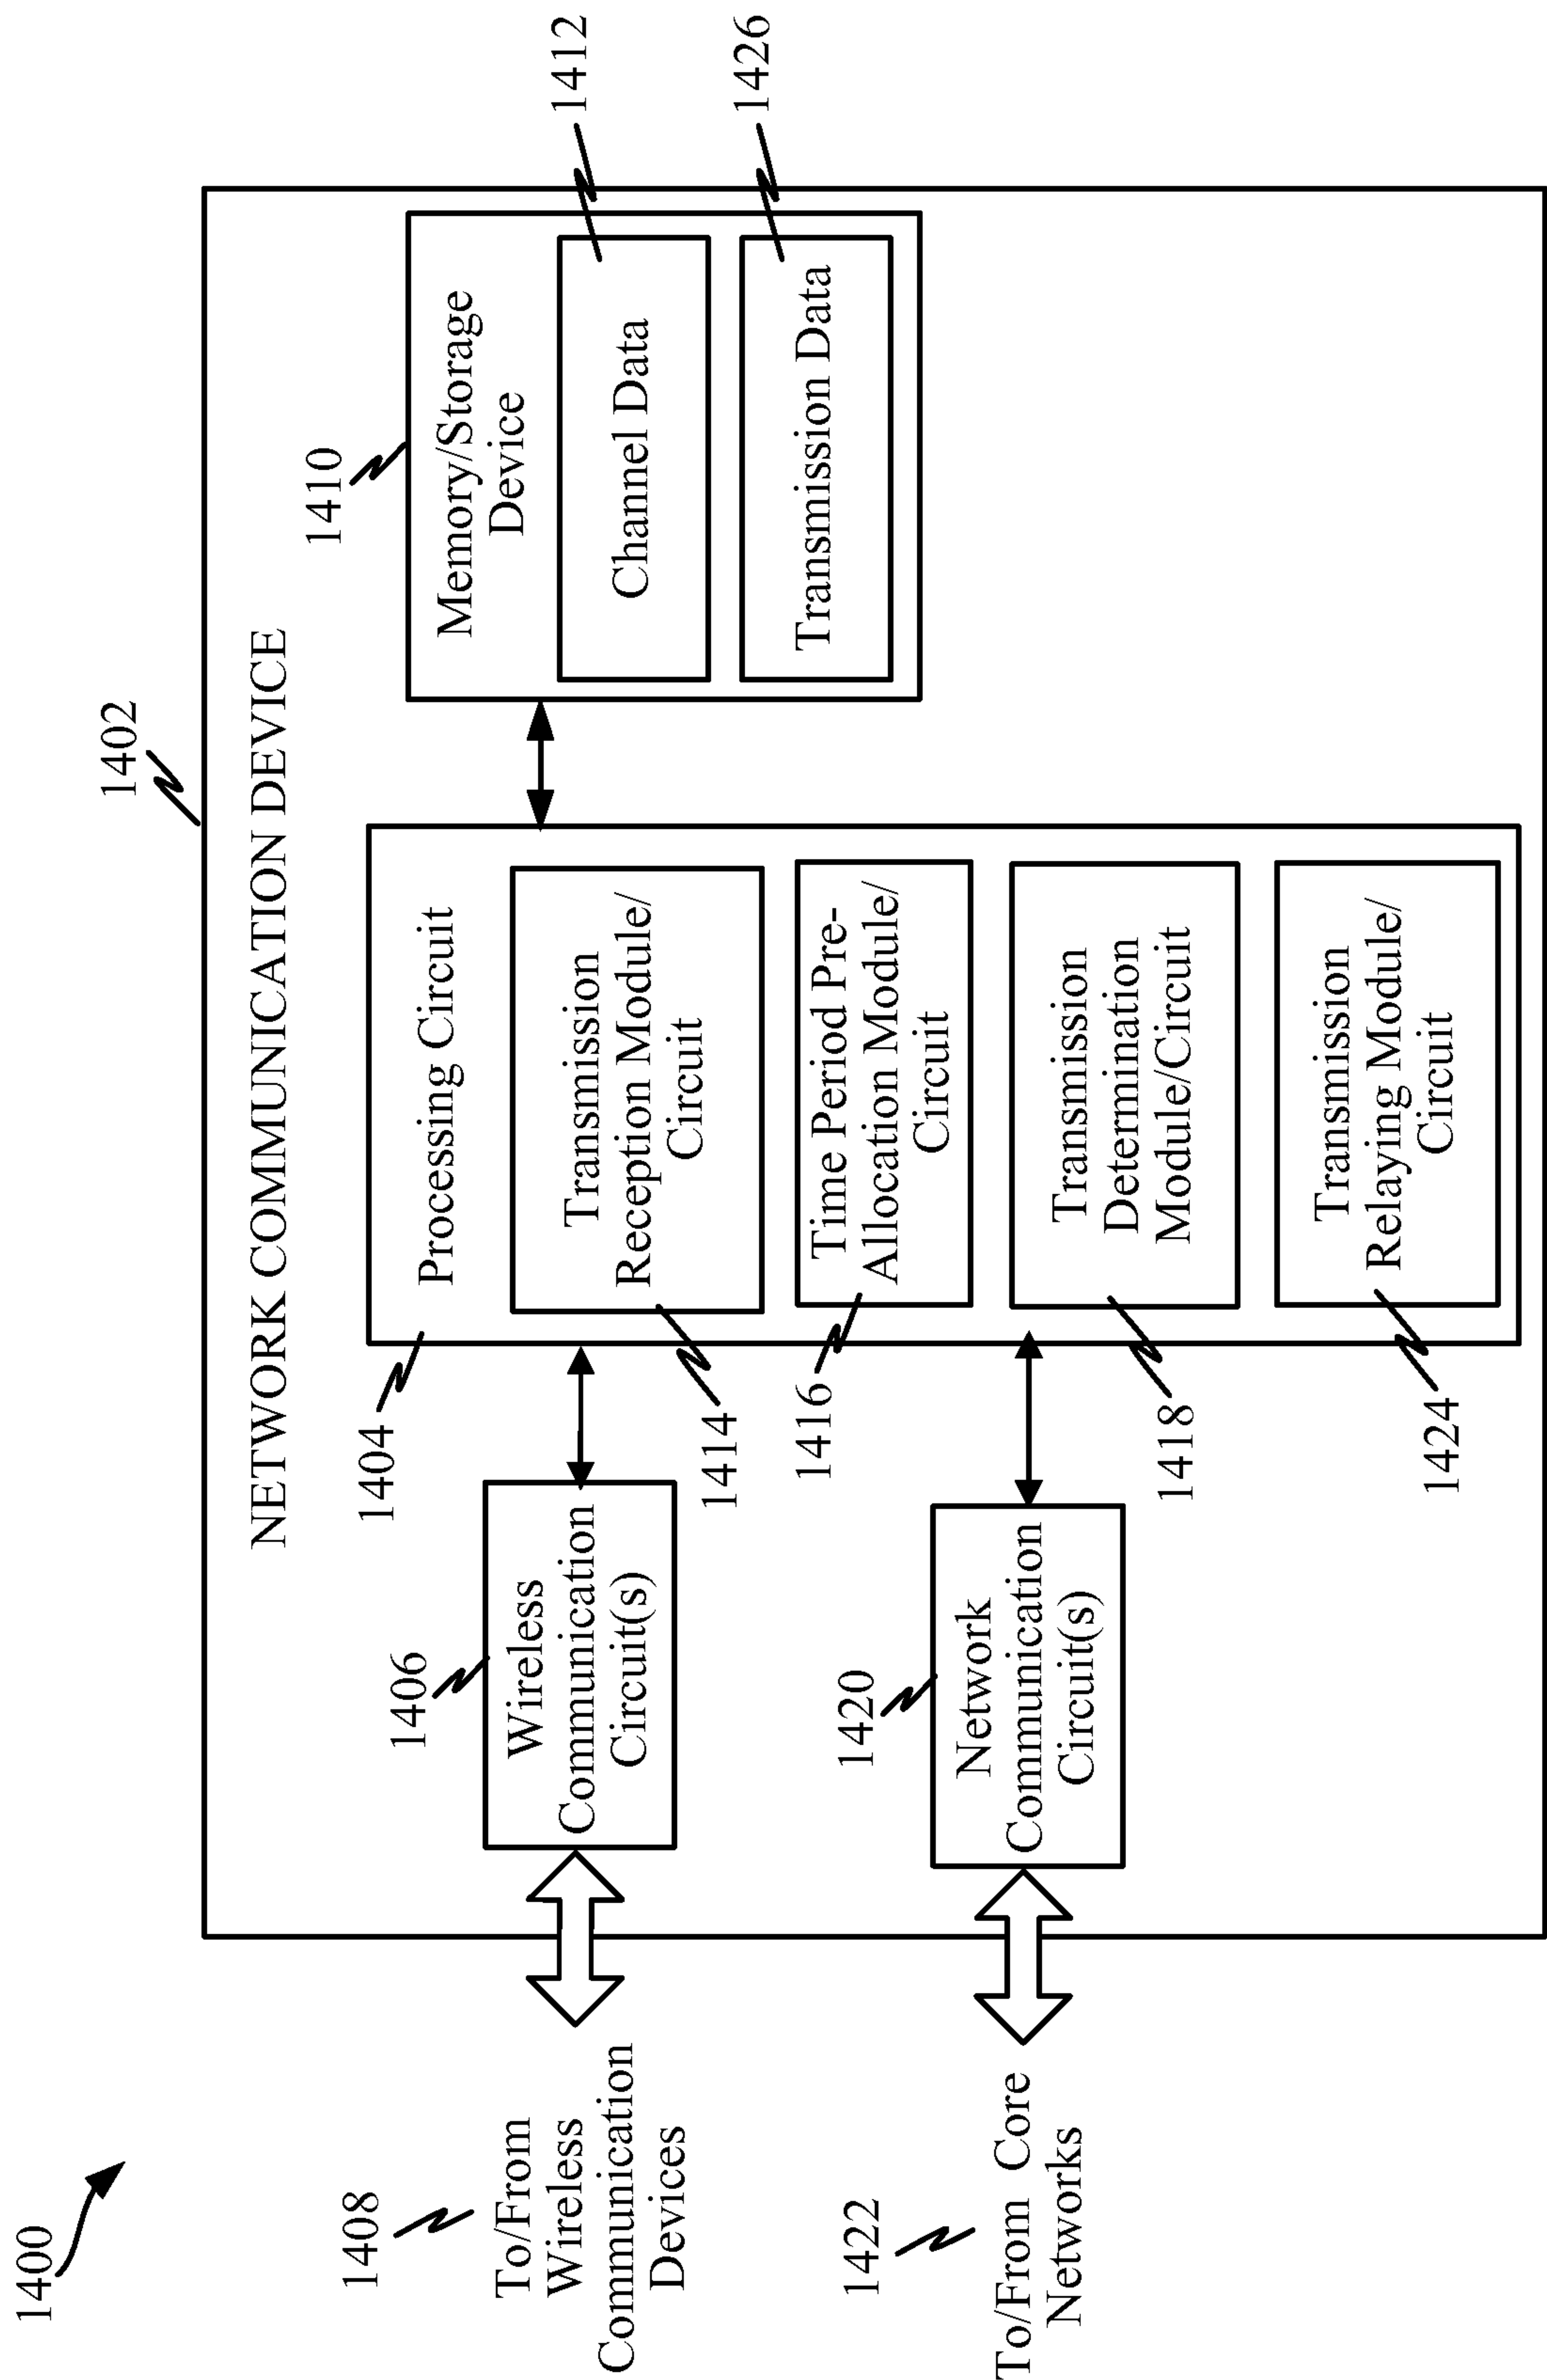 1400
1402
NETWORK COMMUNICATION DEVICE
1404
Processing Circuit
1414
Transmission
Reception Module/
Circuit
1416
Time Period Pre-
Allocation Module/
Circuit
1418
Transmission
Determination
Module/Circuit
1424
Transmission
Relaying Module/
Circuit
1406
Wireless
Communication
Circuit(s)
1408
To/From
Wireless
Communication
Devices
1420
Network
Communication
Circuit(s)
1422
To/From Core
Networks
1410
Memory/Storage
Device
1412
Channel Data
1426
Transmission Data